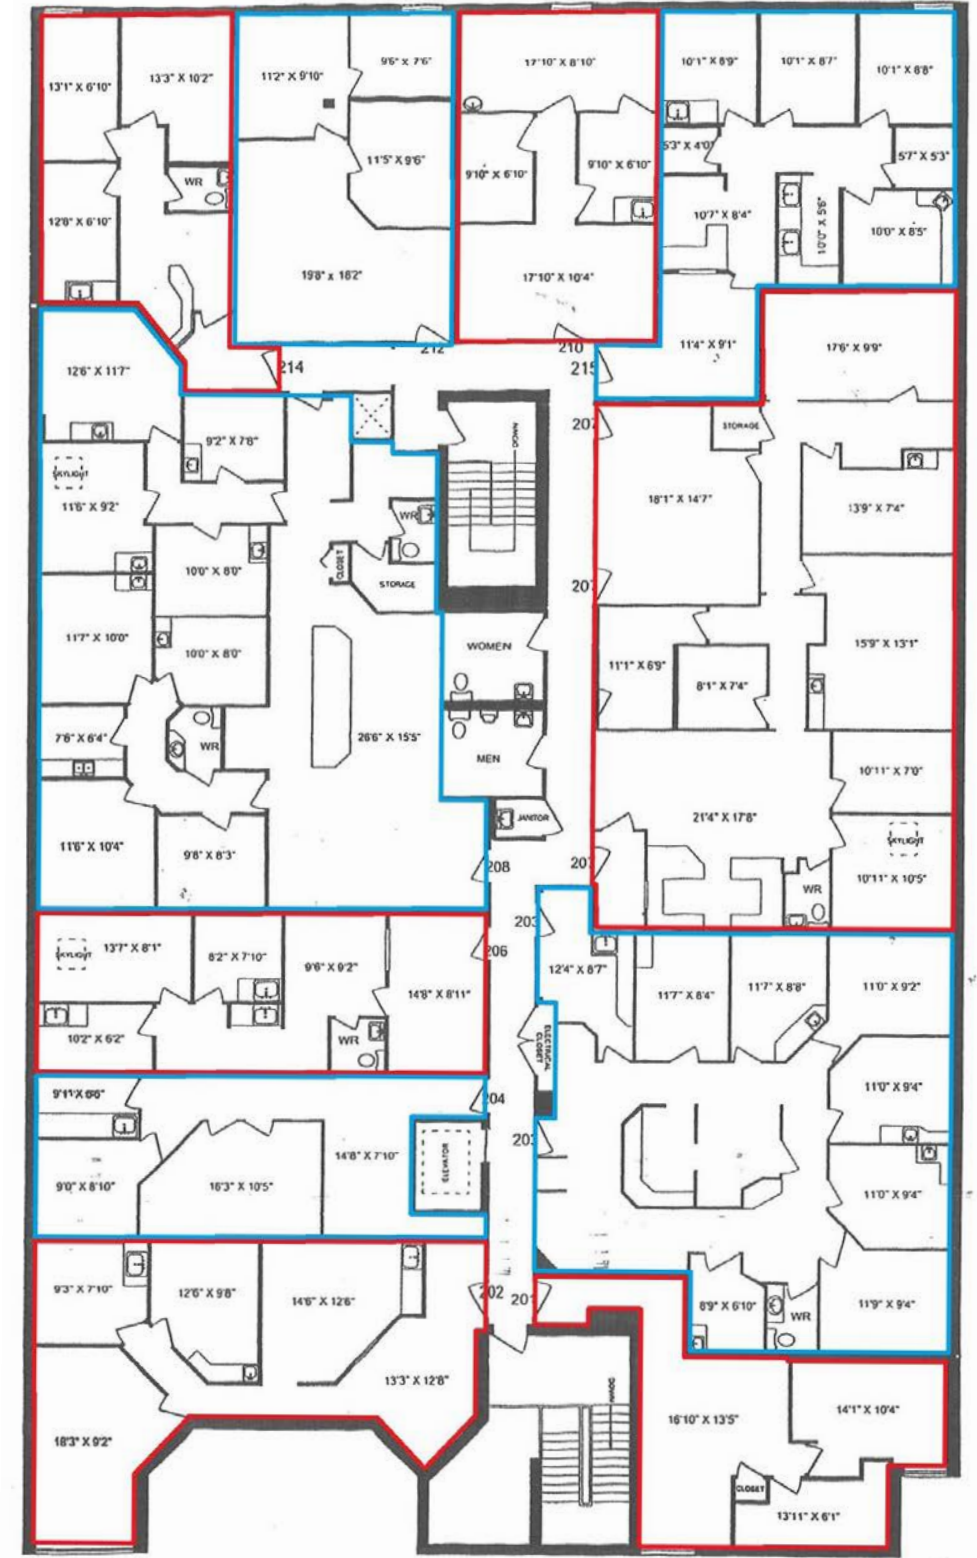 13'1" X 6'10"
13'3" X 10'2"
11'2" X 9'10"
9'6" X 7'6"
17'10" X 8'10"
10'1" X 8'9"
10'1" X 8'7"
10'1" X 8'8"
WR
12'8" X 6'10"
11'5" X 9'6"
9'10" X 6'10"
9'10" X 6'10"
5'3" X 4'0"
5'7" X 5'3"
10'7" X 8'4"
10'0" X 5'6"
10'0" X 8'5"
19'8" x 18'2"
17'10" X 10'4"
212
210
215
214
11'4" X 9'1"
17'6" X 9'9"
12'6" X 11'7"
9'2" X 7'8"
DOWN
207
STORAGE
SKYLIGHT
11'6" X 9'2"
18'1" X 14'7"
13'9" X 7'4"
WR
CLOSET
STORAGE
10'0" X 8'0"
207
11'7" X 10'0"
10'0" X 8'0"
WOMEN
11'1" X 6'9"
8'1" X 7'4"
15'9" X 13'1"
7'8" X 6'4"
WR
26'6" X 15'5"
MEN
10'11" X 7'0"
JANITOR
21'4" X 17'8"
SKYLIGHT
11'6" X 10'4"
9'8" X 8'3"
208
207
WR
10'11" X 10'5"
203
206
SKYLIGHT
13'7" X 8'1"
8'2" X 7'10"
9'6" X 9'2"
14'8" X 8'11"
12'4" X 8'7"
11'7" X 8'4"
11'7" X 8'8"
11'0" X 9'2"
10'2" X 6'2"
WR
ELECTRICAL
CLOSET
204
11'0" X 9'4"
203
9'0" X 8'10"
16'3" X 10'5"
14'8" X 7'10"
ELEVATOR
11'0" X 9'4"
9'3" X 7'10"
12'6" X 9'8"
14'6" X 12'6"
202
201
8'9" X 6'10"
WR
11'9" X 9'4"
13'3" X 12'8"
DOWN
16'10" X 13'5"
14'1" X 10'4"
18'3" X 9'2"
CLOSET
13'11" X 6'1"